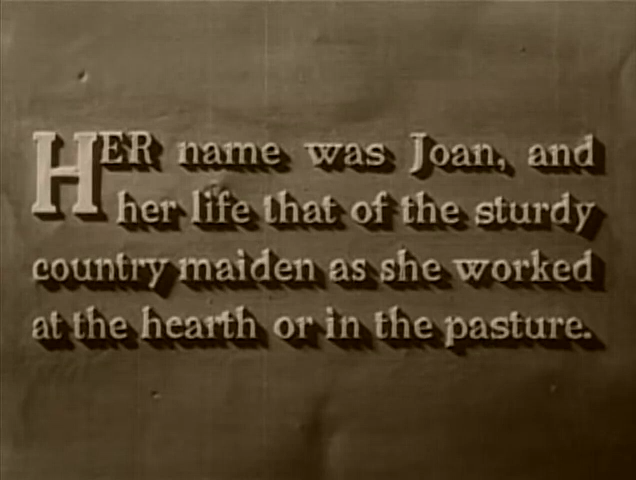 HER name was Joan, and
her life that of the sturdy
country maiden as she worked
at the hearth or in the pasture.